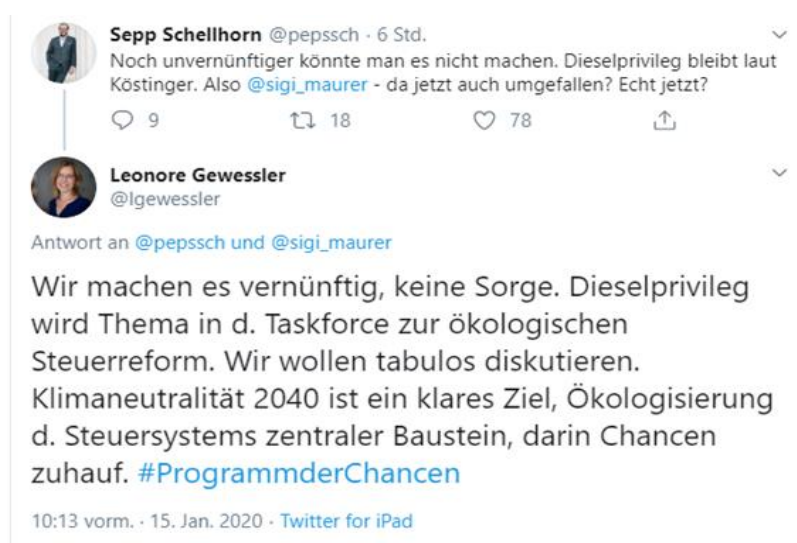 Sepp Schellhorn @pepssch · 6 Std.
Noch unvernünftiger könnte man es nicht machen. Dieselprivileg bleibt laut
Köstinger. Also @sigi_maurer - da jetzt auch umgefallen? Echt jetzt?
9 18 78
Leonore Gewessler
@lgewessler
Antwort an @pepssch und @sigi_maurer
Wir machen es vernünftig, keine Sorge. Dieselprivileg
wird Thema in d. Taskforce zur ökologischen
Steuerreform. Wir wollen tabulos diskutieren.
Klimaneutralität 2040 ist ein klares Ziel, Ökologisierung
d. Steuersystems zentraler Baustein, darin Chancen
zuhauf. #ProgrammderChancen
10:13 vorm. · 15. Jan. 2020 · Twitter for iPad